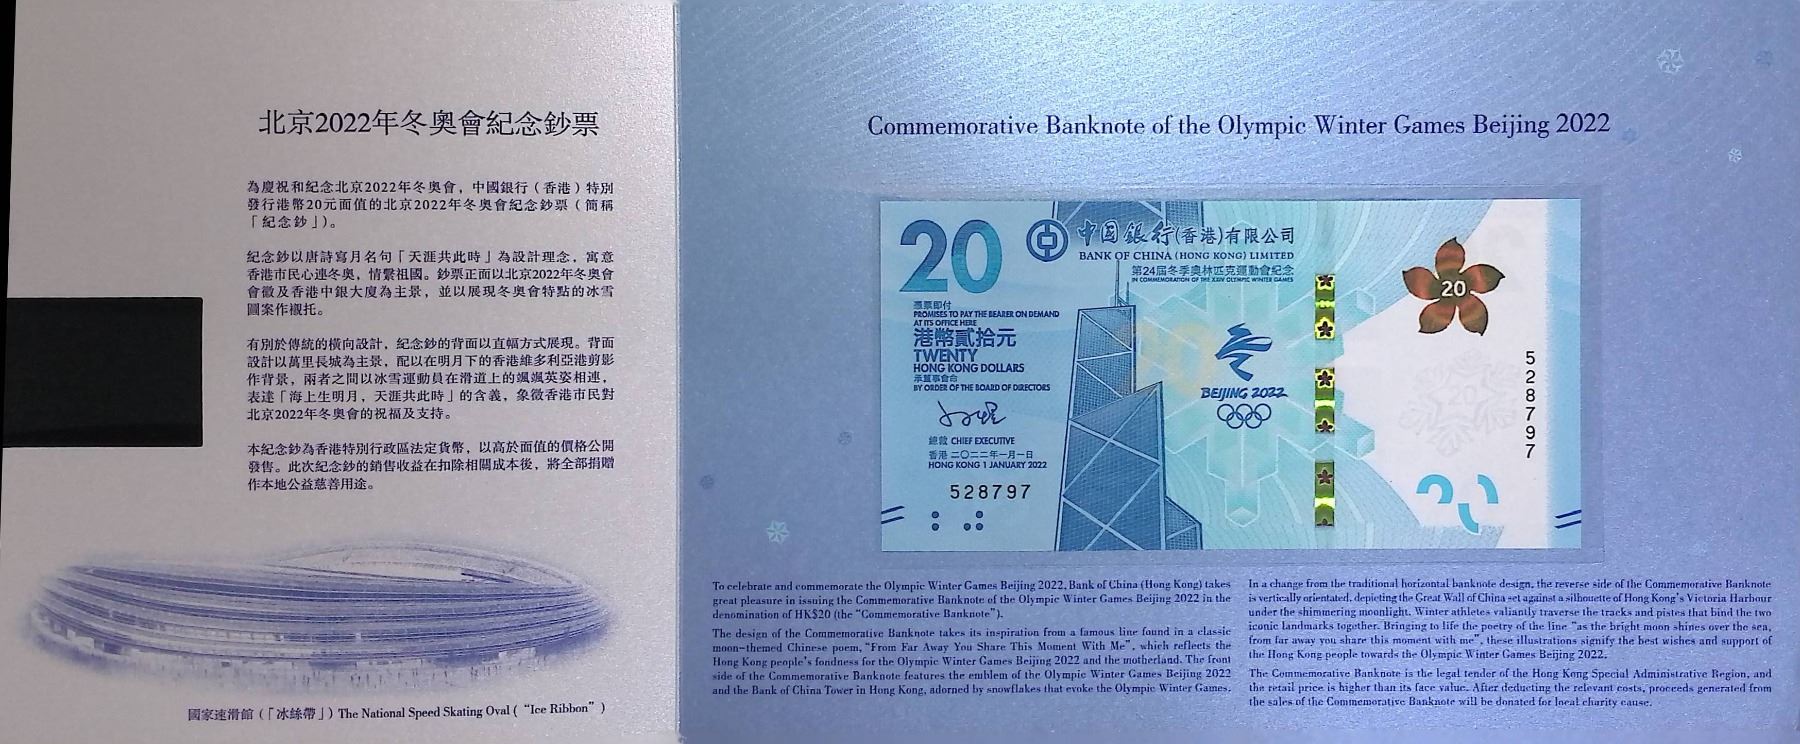 北京2022年冬奧會紀念鈔票
為慶祝和紀念北京2022年冬奧會，中國銀行（香港）特別
發行港幣20元面值的北京2022年冬奧會紀念鈔票（簡稱
「紀念鈔」）。
紀念鈔以唐詩寫月名句「天涯共此時」為設計理念，寓意
香港市民心連冬奧，情繫祖國。鈔票正面以北京2022年冬奧會
會徽及香港中銀大廈為主景，並以展現冬奧會特點的冰雪
圖案作襯托。
有別於傳統的橫向設計，紀念鈔的背面以直幅方式展現。背面
設計以萬里長城為主景，配以在明月下的香港維多利亞港剪影
作背景，兩者之間以冰雪運動員在滑道上的颯颯英姿相連，
表達「海上生明月，天涯共此時」的含義，象徵香港市民對
北京2022年冬奧會的祝福及支持。
本紀念鈔為香港特別行政區法定貨幣，以高於面值的價格公開
發售。此次紀念鈔的銷售收益在扣除相關成本後，將全部捐贈
作本地公益慈善用途。
國家速滑館（「冰絲帶」）The National Speed Skating Oval ( “Ice Ribbon” )
Commemorative Banknote of the Olympic Winter Games Beijing 2022
20
中国銀行(香港)有限公司
BANK OF CHINA (HONG KONG) LIMITED
第24屆冬季奧林匹克運動會紀念
IN COMMEMORATION OF THE XXIV OLYMPIC WINTER GAMES
憑票即付
PROMISES TO PAY THE BEARER ON DEMAND
AT ITS OFFICE HERE
港幣貳拾元
TWENTY
HONG KONG DOLLARS
承董事會命
BY ORDER OF THE BOARD OF DIRECTORS
總裁 CHIEF EXECUTIVE
香港 二〇二二年一月一日
HONG KONG 1 JANUARY 2022
528797
BEIJING 2022
20
528797
20
To celebrate and commemorate the Olympic Winter Games Beijing 2022, Bank of China (Hong Kong) takes
great pleasure in issuing the Commemorative Banknote of the Olympic Winter Games Beijing 2022 in the
denomination of HK$20 (the “Commemorative Banknote”).
The design of the Commemorative Banknote takes its inspiration from a famous line found in a classic
moon-themed Chinese poem, “From Far Away You Share This Moment With Me”, which reflects the
Hong Kong people's fondness for the Olympic Winter Games Beijing 2022 and the motherland. The front
side of the Commemorative Banknote features the emblem of the Olympic Winter Games Beijing 2022
and the Bank of China Tower in Hong Kong, adorned by snowflakes that evoke the Olympic Winter Games.
In a change from the traditional horizontal banknote design, the reverse side of the Commemorative Banknote
is vertically orientated, depicting the Great Wall of China set against a silhouette of Hong Kong's Victoria Harbour
under the shimmering moonlight. Winter athletes valiantly traverse the tracks and pistes that bind the two
iconic landmarks together. Bringing to life the poetry of the line “as the bright moon shines over the sea,
from far away you share this moment with me”, these illustrations signify the best wishes and support of
the Hong Kong people towards the Olympic Winter Games Beijing 2022.
The Commemorative Banknote is the legal tender of the Hong Kong Special Administrative Region, and
the retail price is higher than its face value. After deducting the relevant costs, proceeds generated from
the sales of the Commemorative Banknote will be donated for local charity cause.